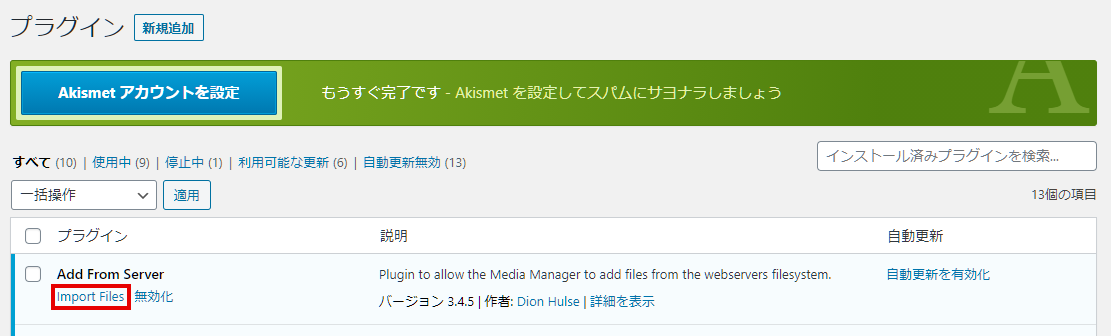 プラグイン 新規追加
Akismet アカウントを設定 もうすぐ完了です - Akismet を設定してスパムにサヨナラしましょう A
すべて (10) | 使用中 (9) | 停止中 (1) | 利用可能な更新 (6) | 自動更新無効 (13) インストール済みプラグインを検索...
一括操作 適用 13個の項目
プラグイン 説明 自動更新
Add From Server Plugin to allow the Media Manager to add files from the webservers filesystem. 自動更新を有効化
Import Files | 無効化 バージョン 3.4.5 | 作者: Dion Hulse | 詳細を表示